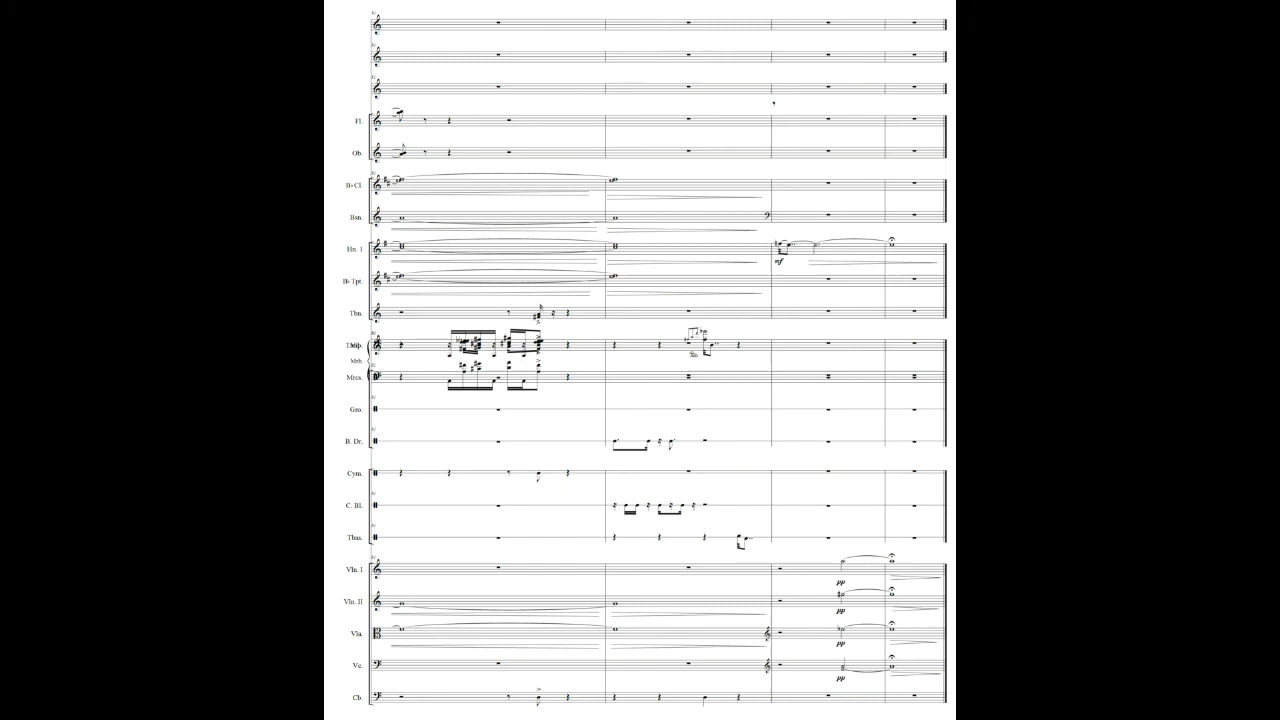 Fl.
Ob.
B♭ Cl.
Bsn.
Hn. 1
mf
B♭ Tpt.
Tbn.
Mrb.
Mrcs.
Gro.
B. Dr.
Cym.
C. Bl.
Tbas.
Vln. I
pp
Vln. II
pp
Vla.
pp
Vc.
pp
Cb.